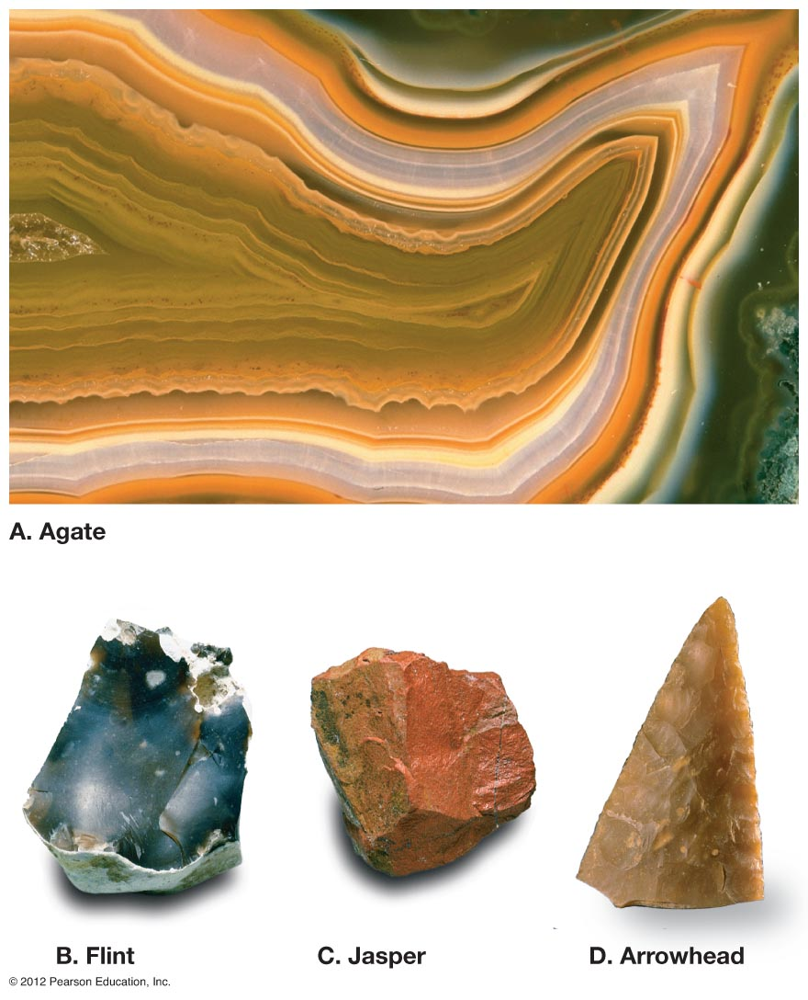 A. Agate
B. Flint
C. Jasper
D. Arrowhead
© 2012 Pearson Education, Inc.